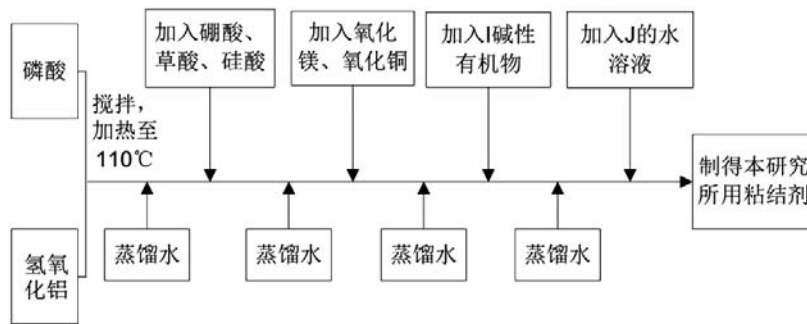 磷酸
氢氧
化铝
搅拌，
加热至
110℃
加入硼酸、
草酸、硅酸
加入氧化
镁、氧化铜
加入I碱性
有机物
加入J的水
溶液
蒸馏水
蒸馏水
蒸馏水
蒸馏水
制得本研究
所用粘结剂